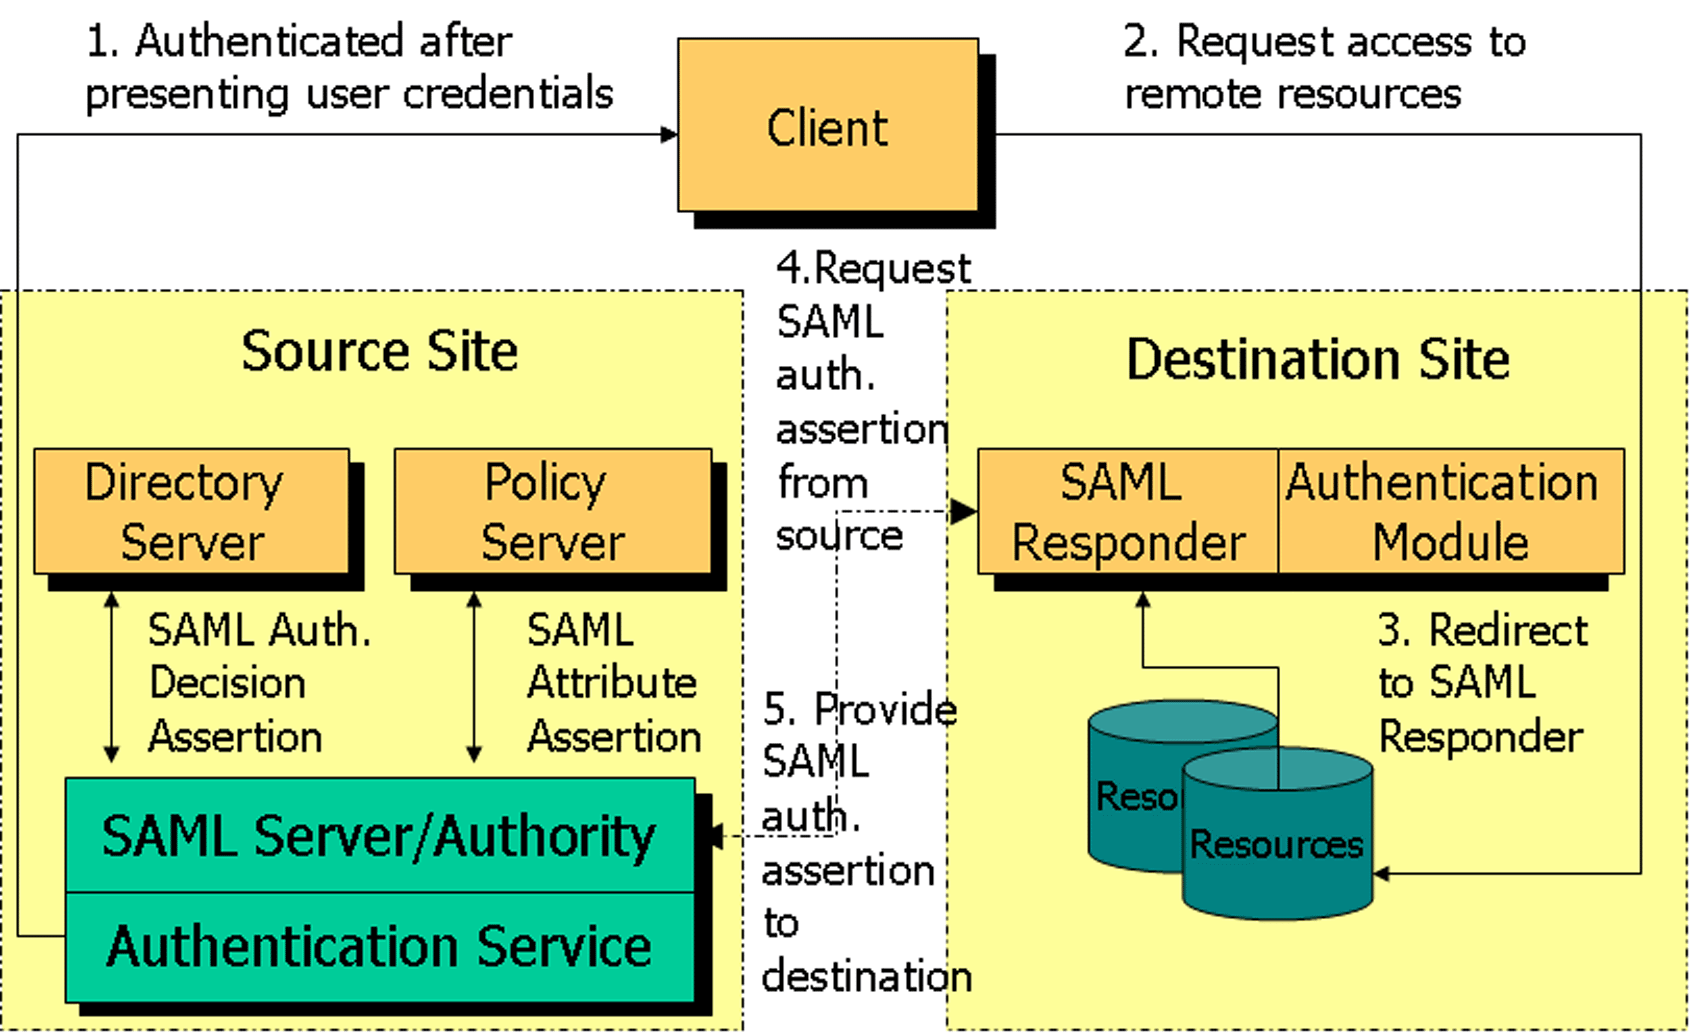 1. Authenticated after
presenting user credentials
Client
2. Request access to
remote resources
4.Request
SAML
auth.
assertion
from
source
Source Site
Directory
Server
Policy
Server
SAML Auth.
Decision
Assertion
SAML
Attribute
Assertion
SAML Server/Authority
Authentication Service
5. Provide
SAML
auth.
assertion
to
destination
Destination Site
SAML
Responder
Authentication
Module
3. Redirect
to SAML
Responder
Reso
Resources